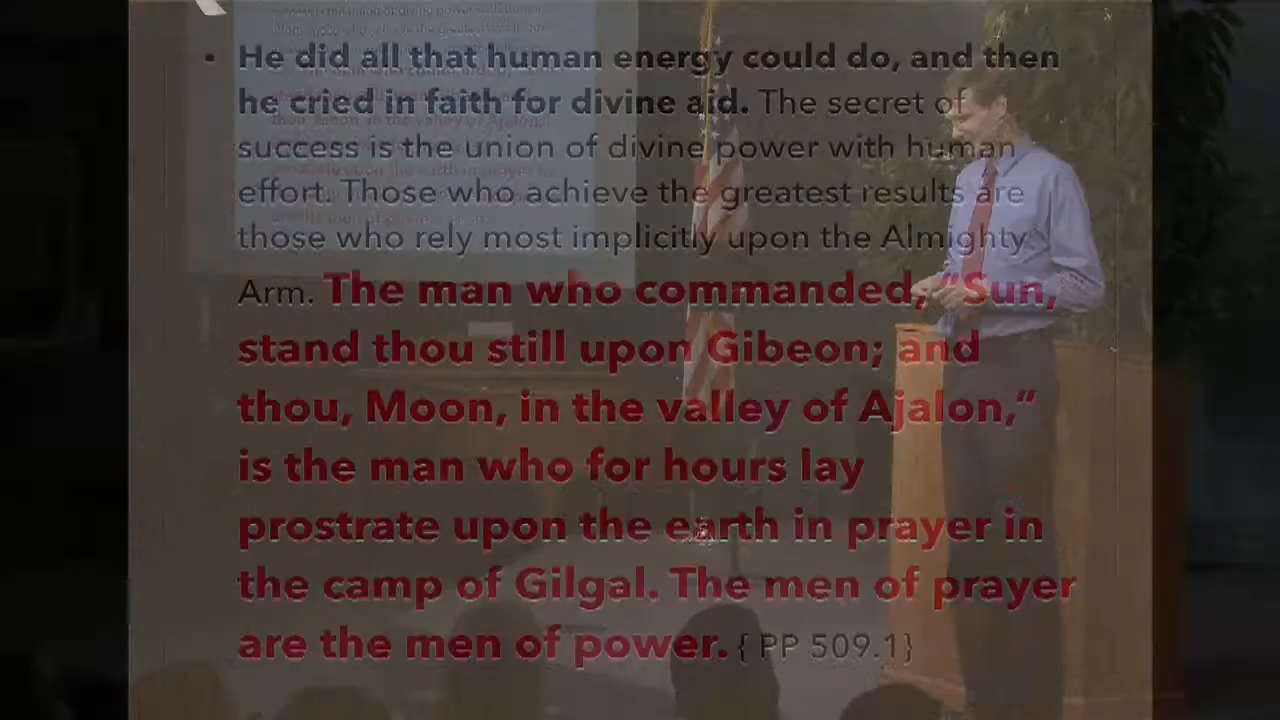 • He did all that human energy could do, and then
he cried in faith for divine aid. The secret of
success is the union of divine power with human
effort. Those who achieve the greatest results are
those who rely most implicitly upon the Almighty
Arm. The man who commanded, “Sun,
stand thou still upon Gibeon; and
thou, Moon, in the valley of Ajalon,”
is the man who for hours lay
prostrate upon the earth in prayer in
the camp of Gilgal. The men of prayer
are the men of power. { PP 509.1}